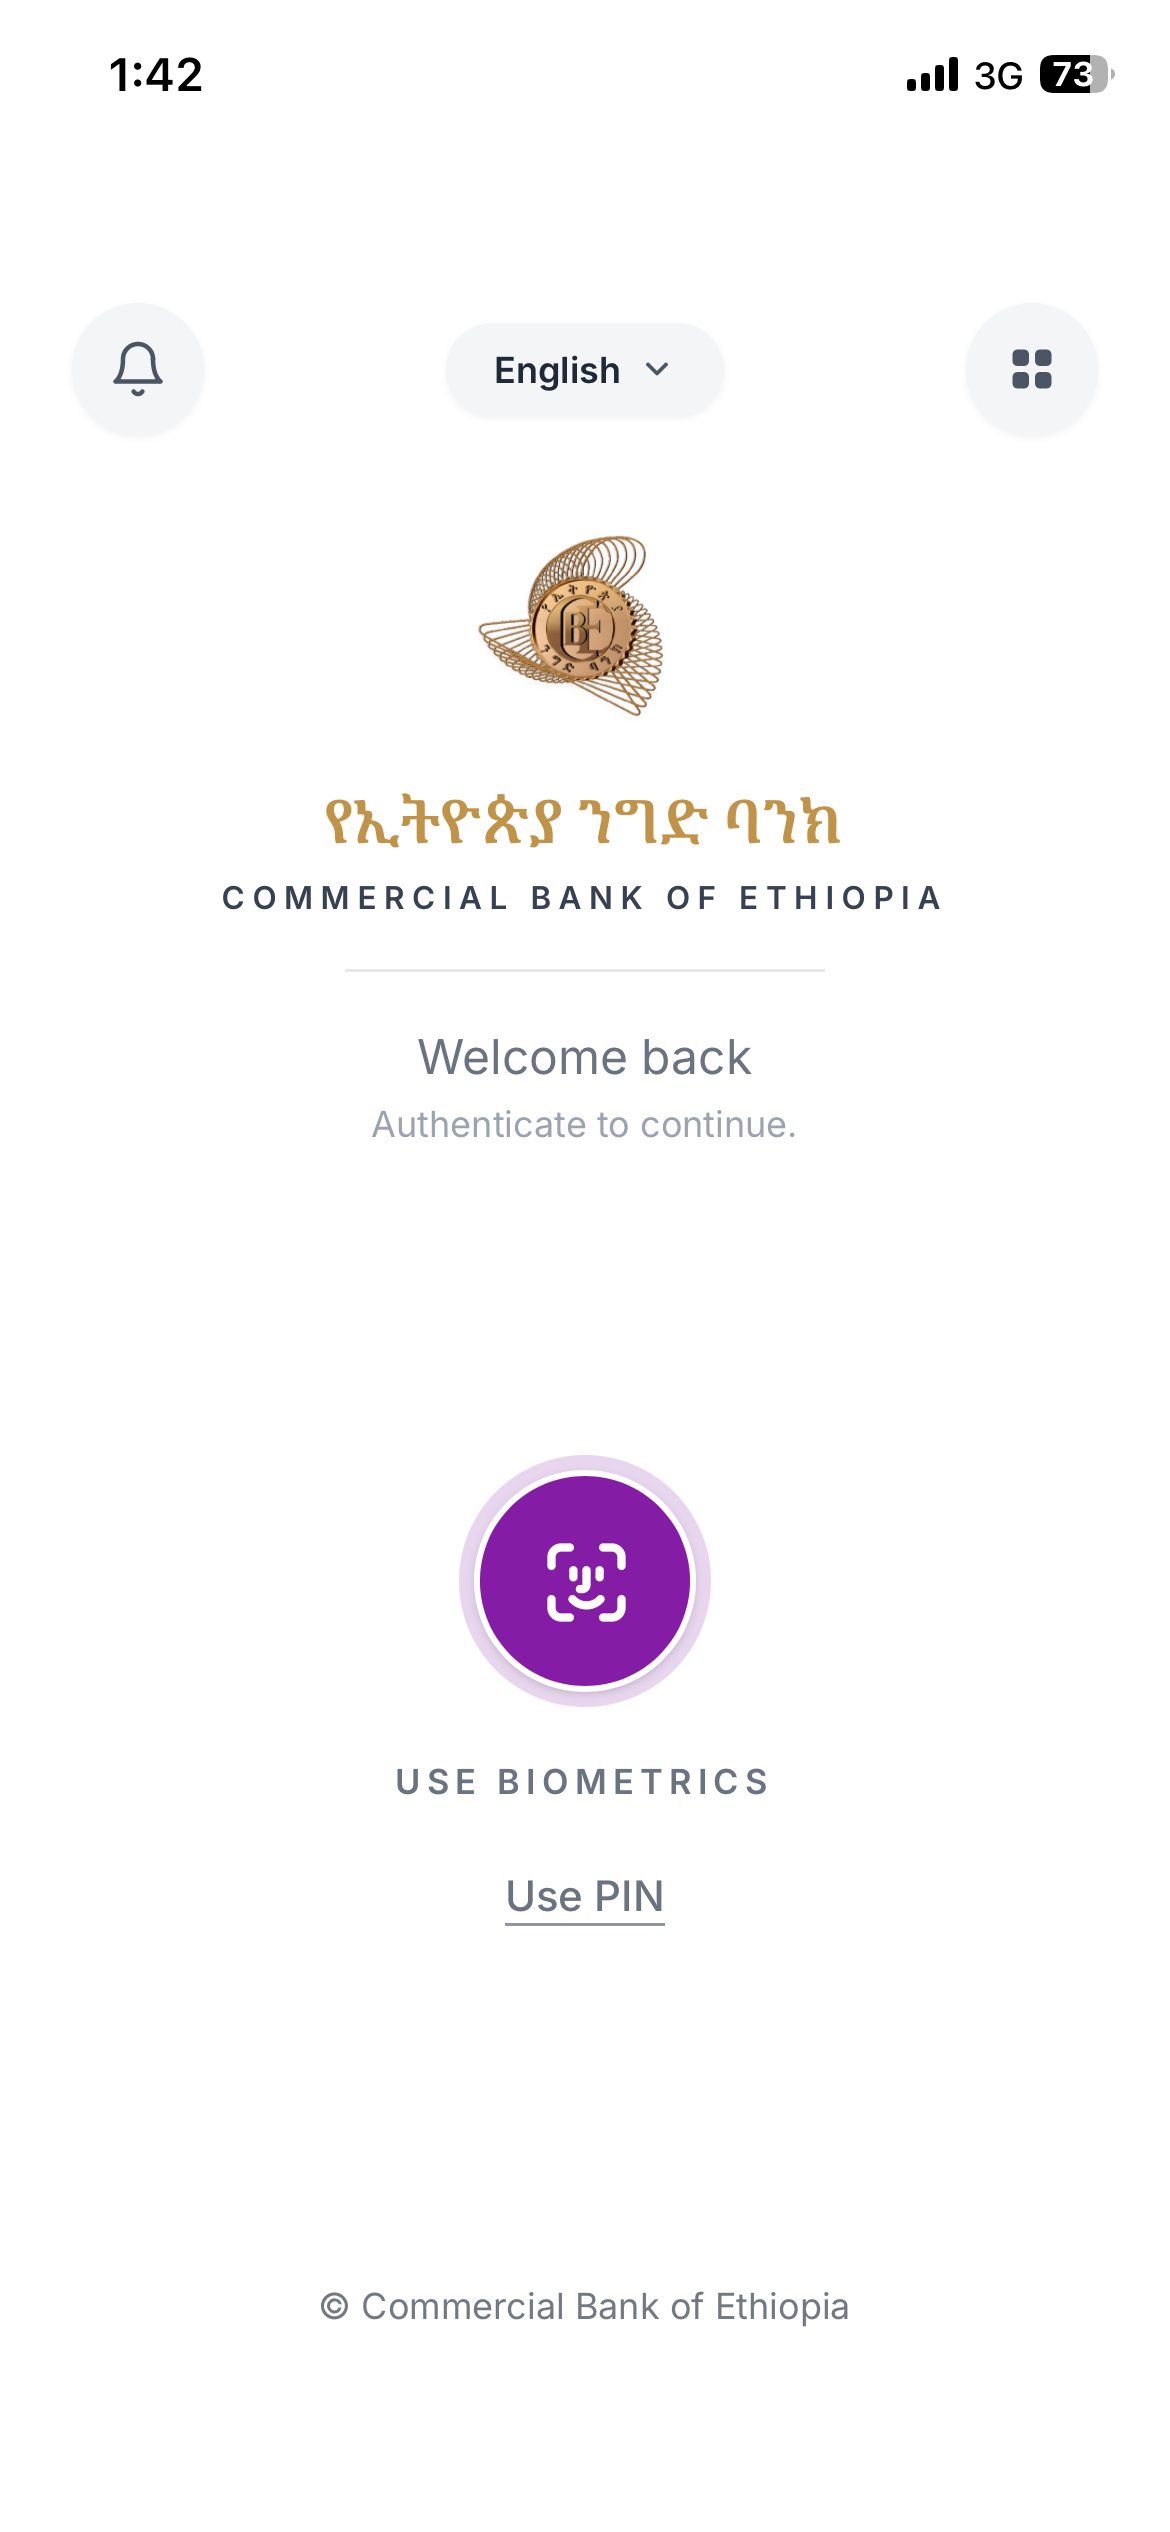 1:42
3G
73
English
የኢትዮጵያ ንግድ ባንክ
COMMERCIAL BANK OF ETHIOPIA
Welcome back
Authenticate to continue.
USE BIOMETRICS
Use PIN
© Commercial Bank of Ethiopia